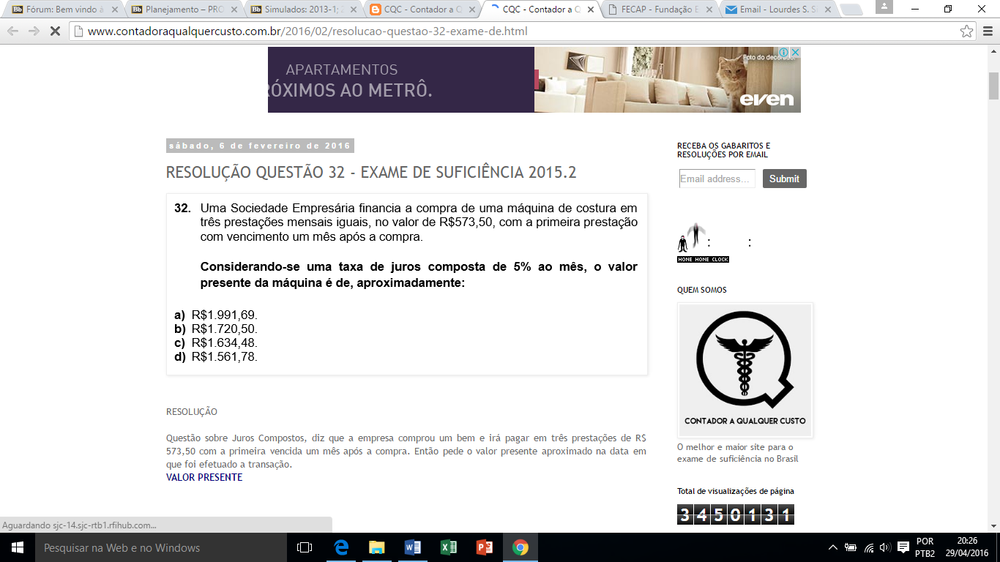 Fórum: Bem vindo à
Planejamento – PRO
Simulados: 2013-1; 2
CQC - Contador a Q
CQC - Contador a Q
FECAP - Fundação E
Email - Lourdes S. Si
www.contadoraqualquercusto.com.br/2016/02/resolucao-questao-32-exame-de.html
APARTAMENTOS
RÓXIMOS AO METRÔ.
Foto do decorado.
even
sábado, 6 de fevereiro de 2016
RESOLUÇÃO QUESTÃO 32 - EXAME DE SUFICIÊNCIA 2015.2
32. Uma Sociedade Empresária financia a compra de uma máquina de costura em
três prestações mensais iguais, no valor de R$573,50, com a primeira prestação
com vencimento um mês após a compra.
Considerando-se uma taxa de juros composta de 5% ao mês, o valor
presente da máquina é de, aproximadamente:
a) R$1.991,69.
b) R$1.720,50.
c) R$1.634,48.
d) R$1.561,78.
RESOLUÇÃO
Questão sobre Juros Compostos, diz que a empresa comprou um bem e irá pagar em três prestações de R$
573,50 com a primeira vencida um mês após a compra. Então pede o valor presente aproximado na data em
que foi efetuado a transação.
VALOR PRESENTE
RECEBA OS GABARITOS E
RESOLUÇÕES POR EMAIL
Email address...
Submit
: :
HONE HONE CLOCK
QUEM SOMOS
CONTADOR A QUALQUER CUSTO
O melhor e maior site para o
exame de suficiência no Brasil
Total de visualizações de página
3450131
Aguardando sjc-14.sjc-rtb1.rfihub.com...
Pesquisar na Web e no Windows
POR
PTB2
20:26
29/04/2016